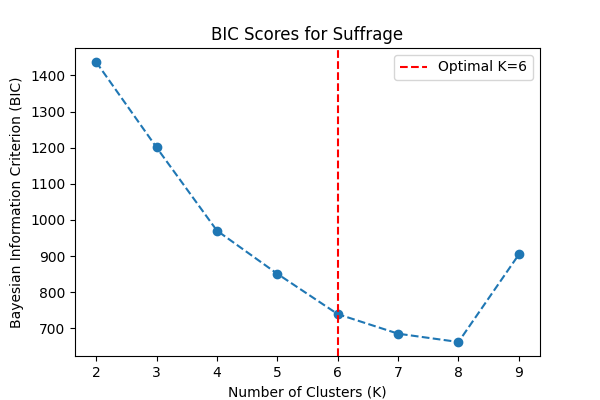 BIC Scores for Suffrage
Optimal K=6
Bayesian Information Criterion (BIC)
1400
1300
1200
1100
1000
900
800
700
2 3 4 5 6 7 8 9
Number of Clusters (K)